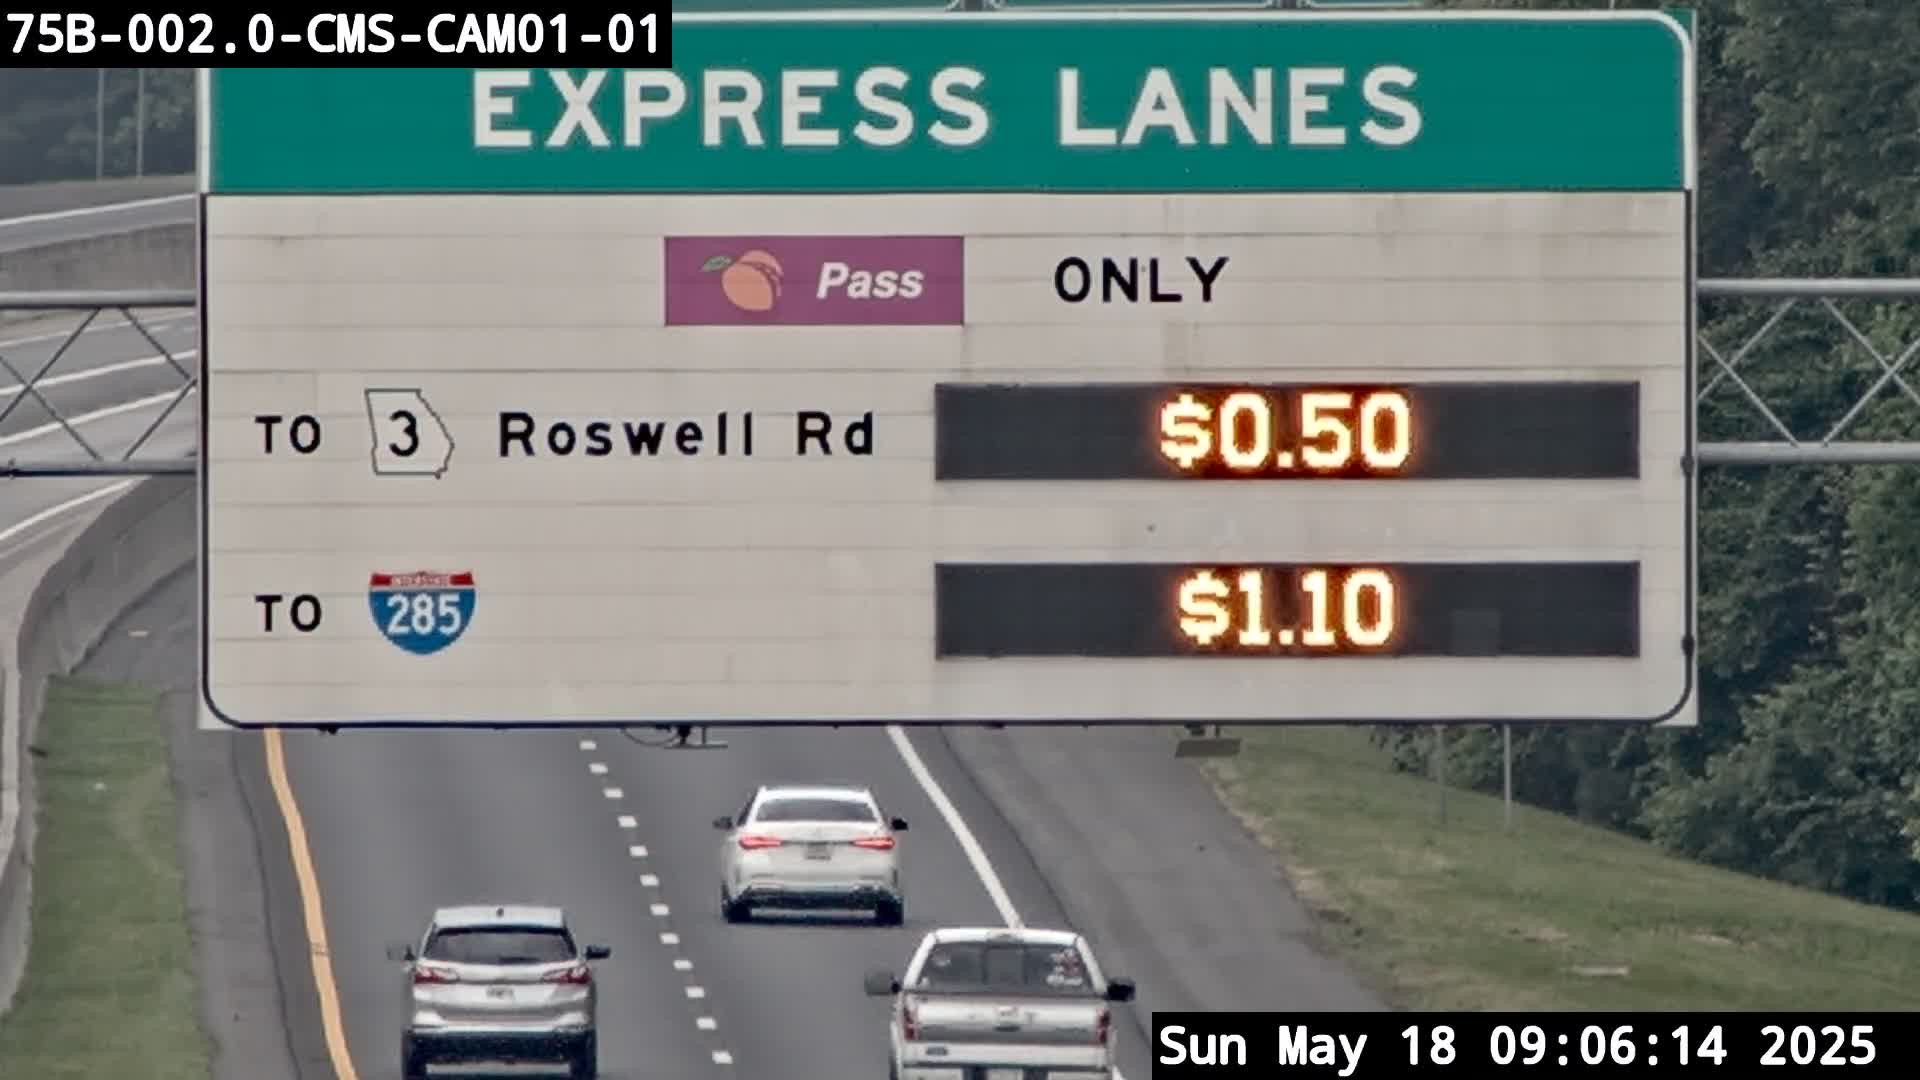 75B-002.0-CMS-CAM01-01
EXPRESS LANES
Pass ONLY
TO 3 Roswell Rd $0.50
INTERSTATE
TO 285 $1.10
Sun May 18 09:06:14 2025